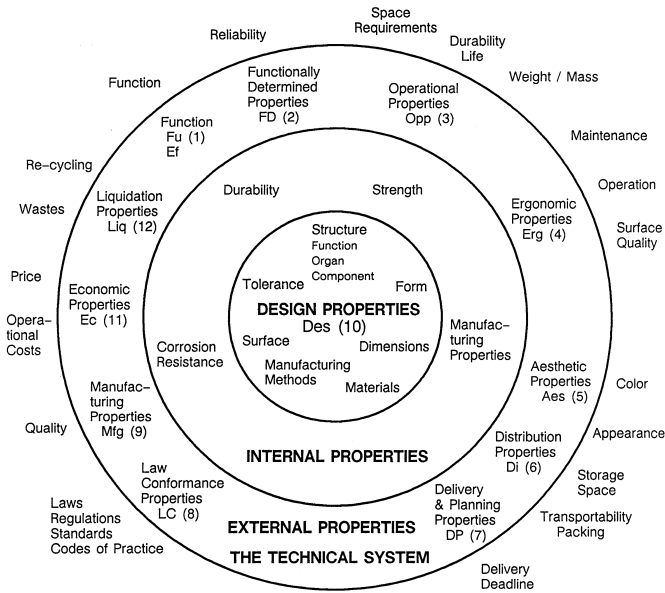 Space
Requirements
Reliability
Durability
Life
Weight / Mass
Function
Functionally
Determined
Properties
FD (2)
Operational
Properties
Opp (3)
Function
Fu (1)
Ef
Maintenance
Re-cycling
Operation
Wastes
Liquidation
Properties
Liq (12)
Durability
Strength
Ergonomic
Properties
Erg (4)
Surface
Quality
Structure
Function
Organ
Component
Tolerance
Form
Price
Economic
Properties
Ec (11)
DESIGN PROPERTIES
Des (10)
Opera-
tional
Costs
Surface
Dimensions
Manufac-
turing
Properties
Corrosion
Resistance
Manufacturing
Methods
Materials
Aesthetic
Properties
Aes (5)
Color
Manufac-
turing
Properties
Mfg (9)
Quality
Appearance
INTERNAL PROPERTIES
Distribution
Properties
Di (6)
Law
Conformance
Properties
LC (8)
Storage
Space
Delivery
& Planning
Properties
DP (7)
Laws
Regulations
Standards
Codes of Practice
Transportability
Packing
EXTERNAL PROPERTIES
THE TECHNICAL SYSTEM
Delivery
Deadline